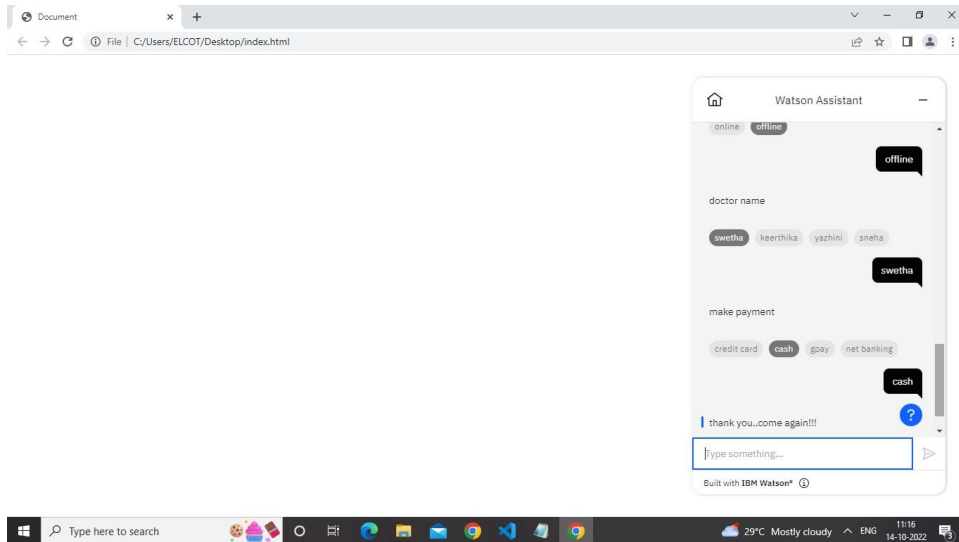 Document
File | C:/Users/ELCOT/Desktop/index.html
Watson Assistant
online offline
offline
doctor name
swetha keerthika yazhini sneha
swetha
make payment
credit card cash gpay net banking
cash
?
thank you..come again!!!
Type something...
Built with IBM Watson®
Type here to search
29°C Mostly cloudy ENG 11:16
14-10-2022
3